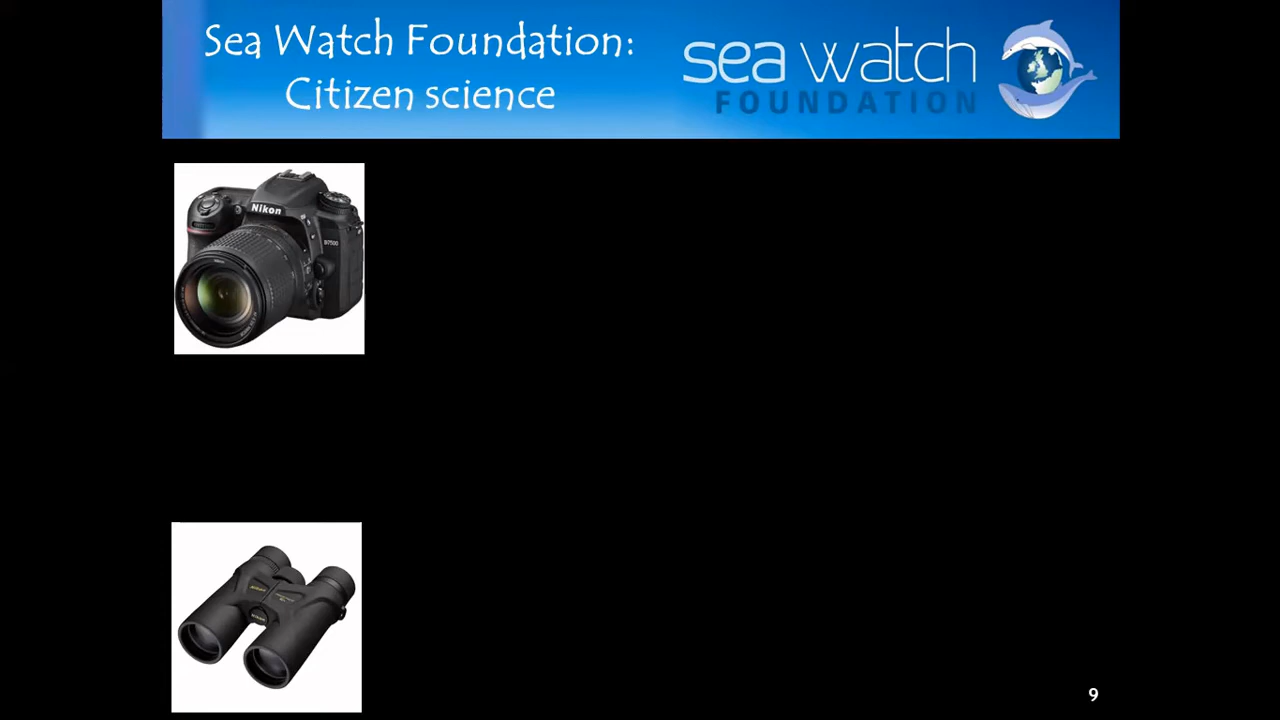 Sea Watch Foundation:
Citizen science
sea watch
FOUNDATION
Nikon
D7500
9